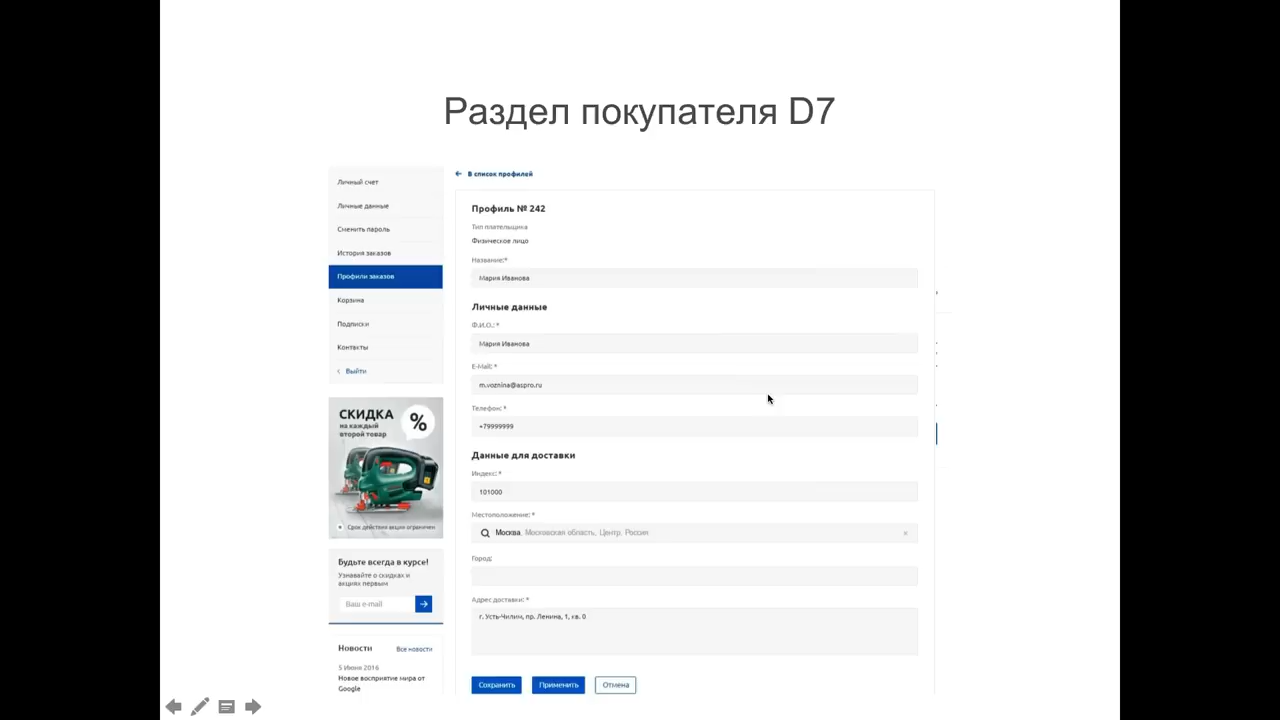 Раздел покупателя D7
Личный счет
Личные данные
Сменить пароль
История заказов
Профили заказов
Корзина
Подписки
Контакты
Выйти
СКИДКА
на каждый
второй товар
%
Срок действия акции ограничен
Будьте всегда в курсе!
Узнавайте о скидках и
акциях первым
Ваш e-mail
Новости Все новости
5 Июня 2016
Новое восприятие мира от
Google
В список профилей
Профиль № 242
Тип плательщика
Физическое лицо
Название:*
Мария Иванова
Личные данные
Ф.И.О.: *
Мария Иванова
E-Mail: *
m.voznina@aspro.ru
Телефон: *
+79999999
Данные для доставки
Индекс: *
101000
Местоположение: *
Москва, Московская область, Центр, Россия
Город:
Адрес доставки: *
г. Усть-Чилим, пр. Ленина, 1, кв. 0
Сохранить Применить Отмена